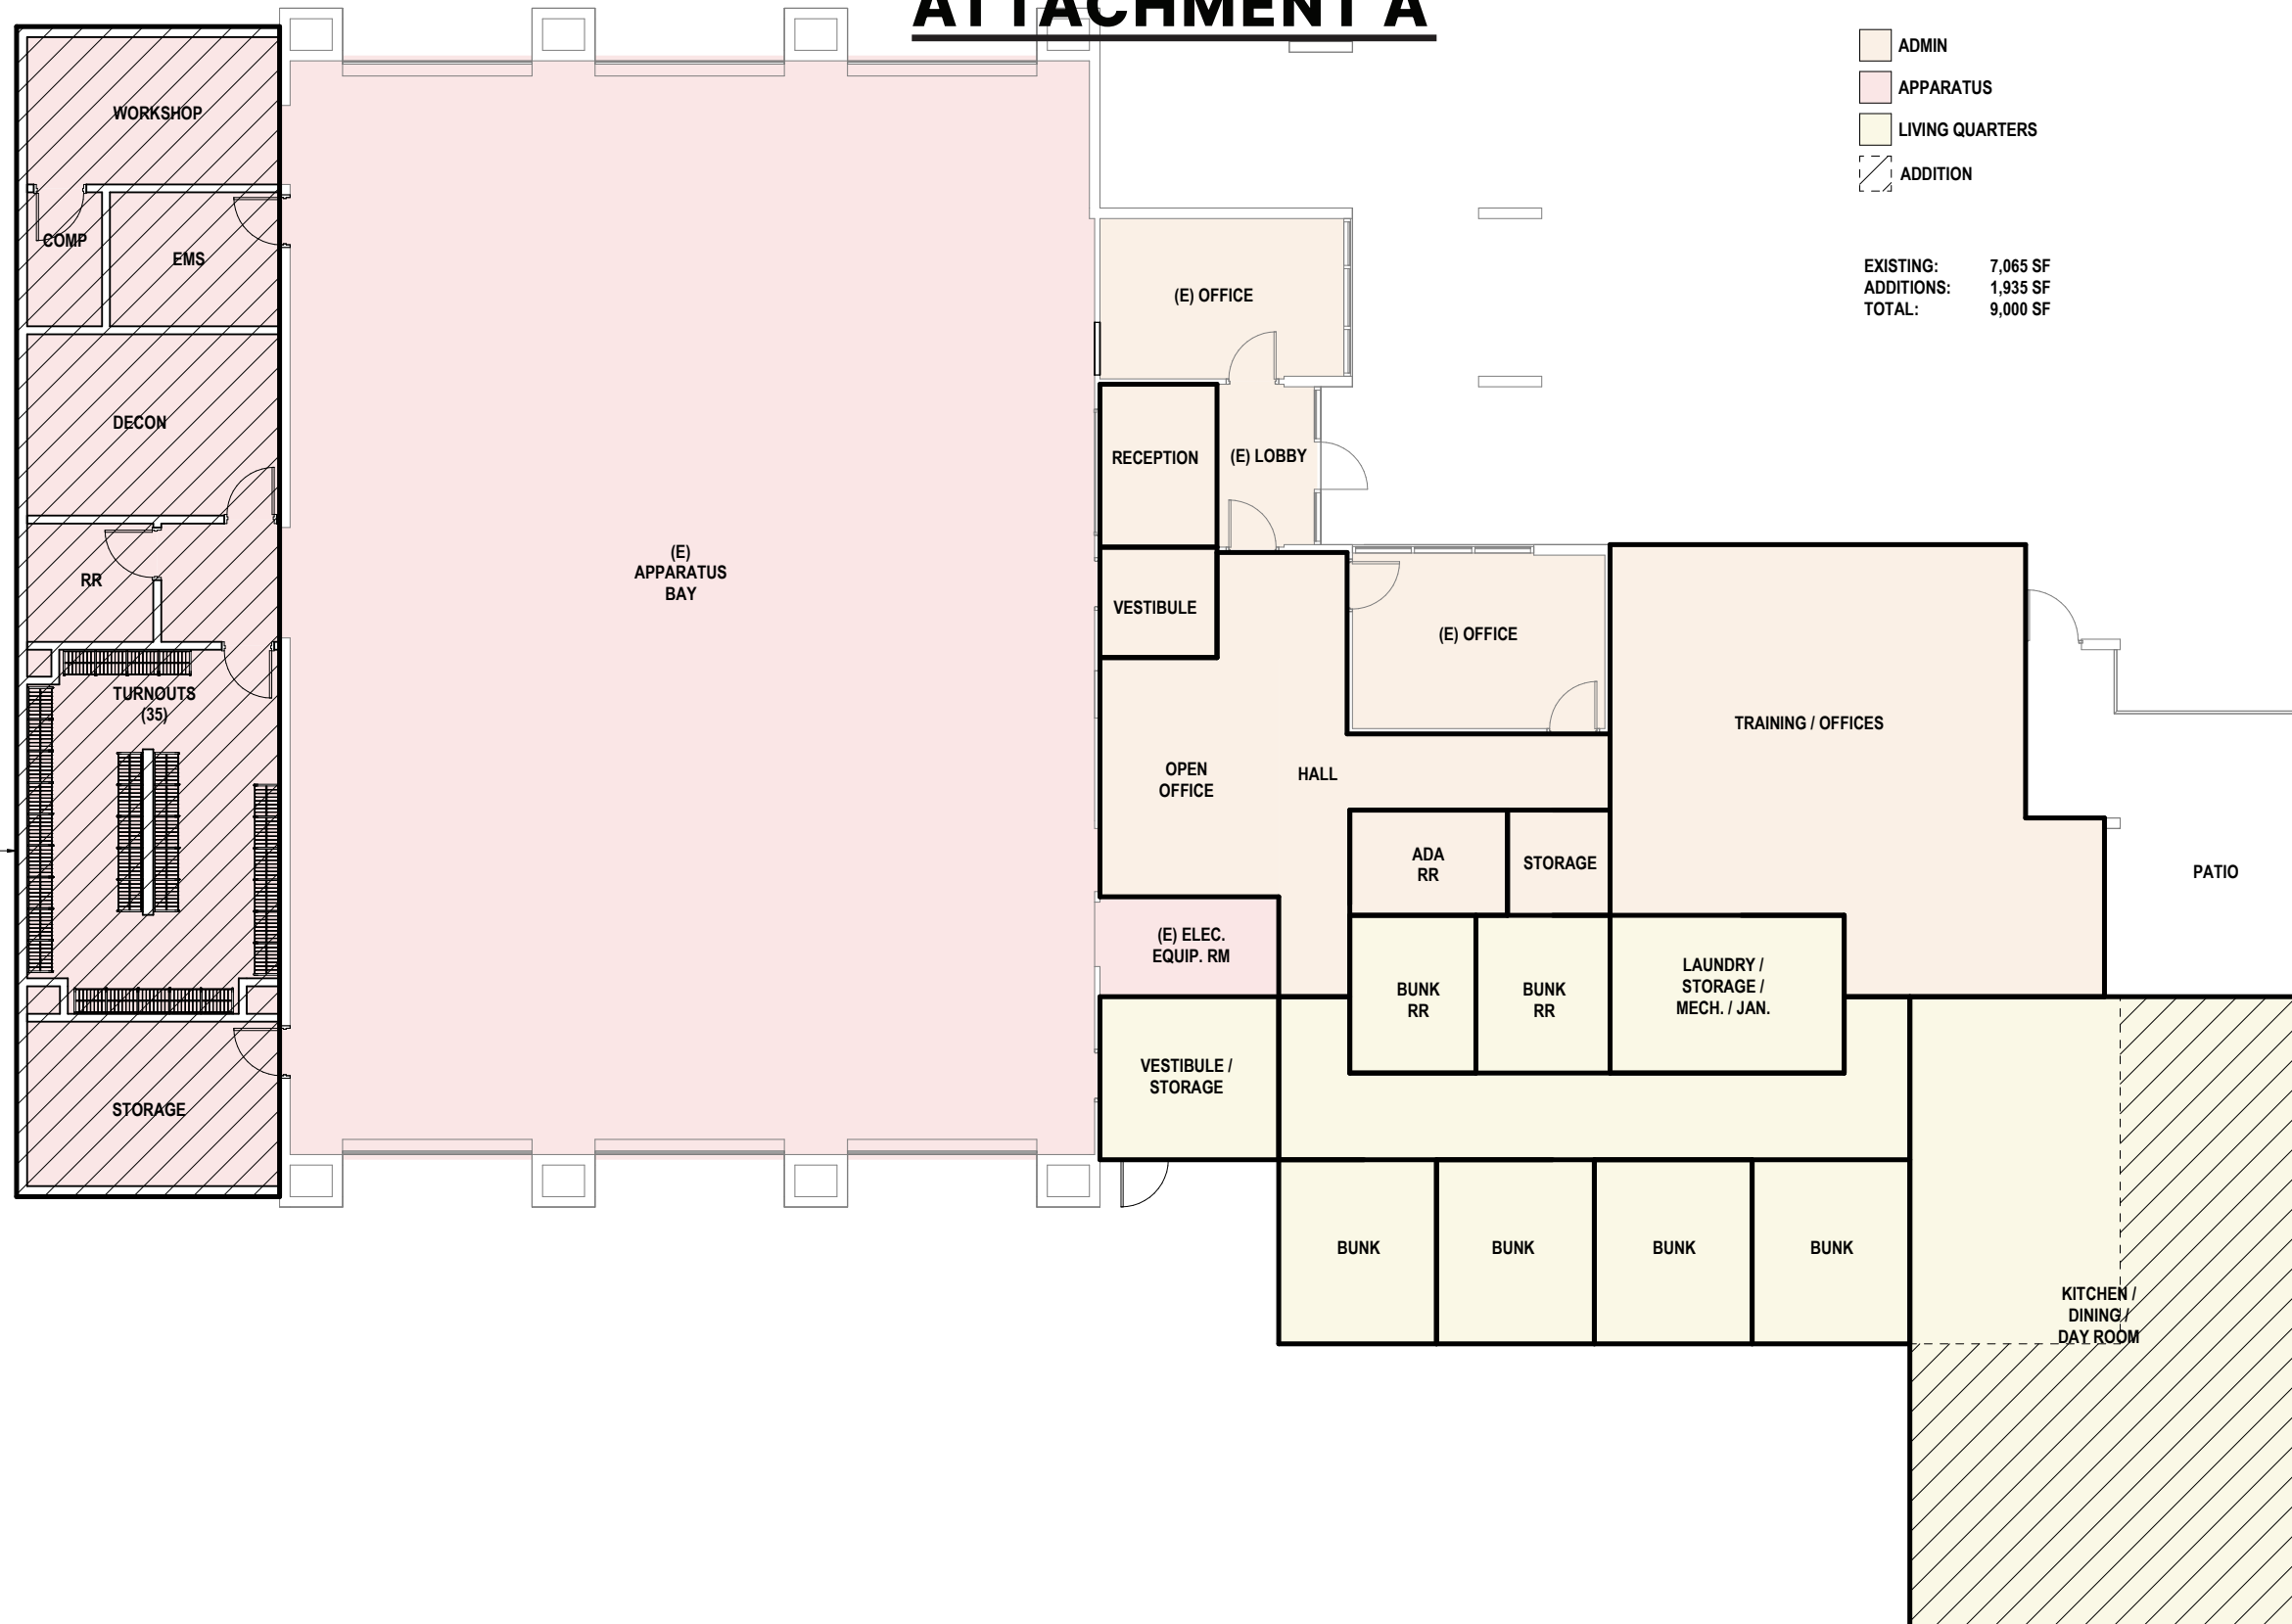 ATTACHMENT A
ADMIN
APPARATUS
LIVING QUARTERS
ADDITION
EXISTING: 7,065 SF
ADDITIONS: 1,935 SF
TOTAL: 9,000 SF
WORKSHOP
COMP
EMS
DECON
RR
TURNOUTS
(35)
STORAGE
(E)
APPARATUS
BAY
(E) OFFICE
RECEPTION
(E) LOBBY
VESTIBULE
(E) OFFICE
TRAINING / OFFICES
OPEN
OFFICE
HALL
ADA
RR
STORAGE
PATIO
(E) ELEC.
EQUIP. RM
BUNK
RR
BUNK
RR
LAUNDRY /
STORAGE /
MECH. / JAN.
VESTIBULE /
STORAGE
BUNK
BUNK
BUNK
BUNK
KITCHEN /
DINING /
DAY ROOM